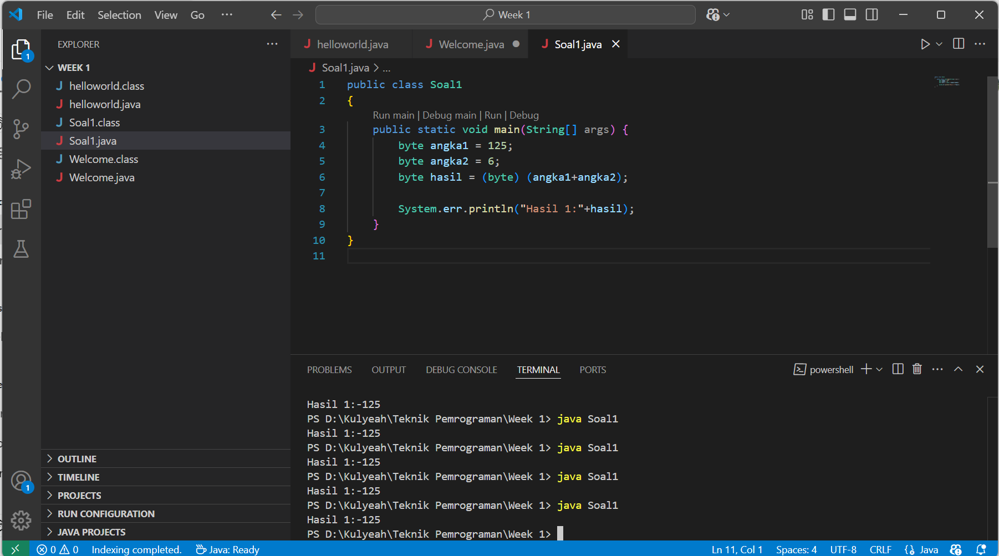 File Edit Selection View Go ··· Week 1
EXPLORER ···
WEEK 1
helloworld.class
helloworld.java
Soal1.class
Soal1.java
Welcome.class
Welcome.java
OUTLINE
TIMELINE
PROJECTS
RUN CONFIGURATION
JAVA PROJECTS
helloworld.java Welcome.java Soal1.java
Soal1.java > ...
1 public class Soal1
2 {
Run main | Debug main | Run | Debug
3 public static void main(String[] args) {
4 byte angka1 = 125;
5 byte angka2 = 6;
6 byte hasil = (byte) (angka1+angka2);
7
8 System.err.println("Hasil 1:"+hasil);
9 }
10 }
11
PROBLEMS OUTPUT DEBUG CONSOLE TERMINAL PORTS powershell
Hasil 1:-125
PS D:\Kulyeah\Teknik Pemrograman\Week 1> java Soal1
Hasil 1:-125
PS D:\Kulyeah\Teknik Pemrograman\Week 1> java Soal1
Hasil 1:-125
PS D:\Kulyeah\Teknik Pemrograman\Week 1> java Soal1
Hasil 1:-125
PS D:\Kulyeah\Teknik Pemrograman\Week 1> java Soal1
Hasil 1:-125
PS D:\Kulyeah\Teknik Pemrograman\Week 1>
0 0 Indexing completed. Java: Ready Ln 11, Col 1 Spaces: 4 UTF-8 CRLF Java